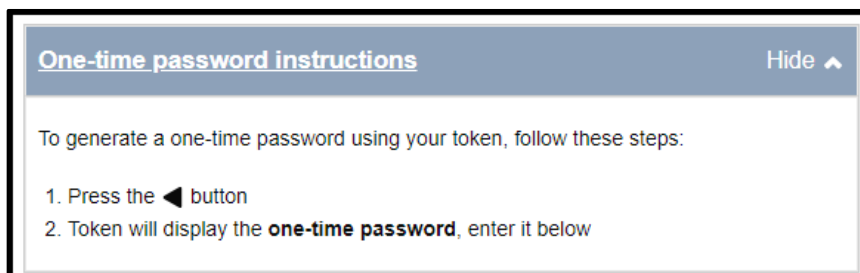 One-time password instructions Hide
To generate a one-time password using your token, follow these steps:
1. Press the ◀ button
2. Token will display the one-time password, enter it below